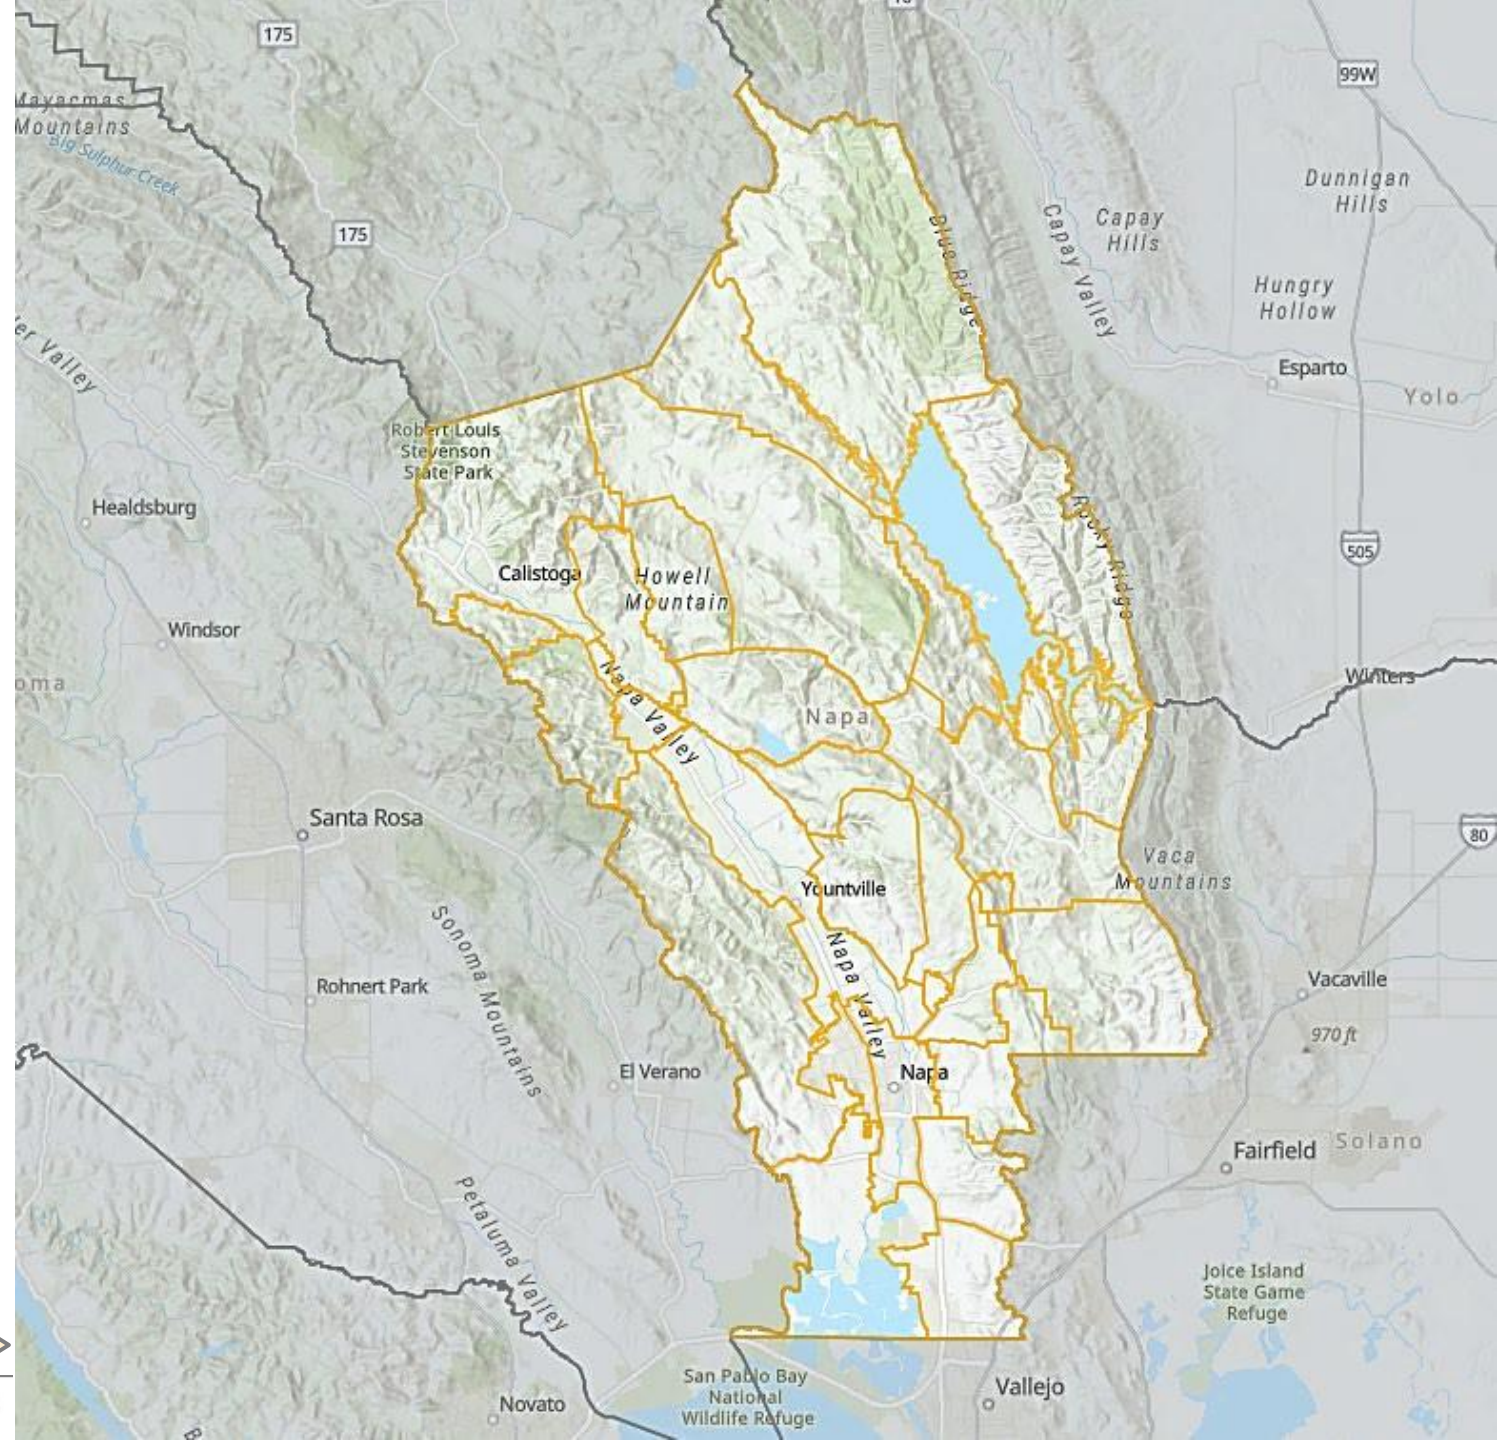 175
99W
Mayacmas
Mountains
Big Sulphur Creek
Dunnigan
Hills
175
Capay
Hills
Capay Valley
Blue Ridge
Hungry
Hollow
er Valley
Esparto
Yolo
Robert Louis
Stevenson
State Park
Healdsburg
Rocky Ridge
505
Calistoga
Howell
Mountain
Windsor
oma
Winters
Napa Valley
Napa
Santa Rosa
80
Vaca
Mountains
Yountville
Sonoma Mountains
Napa Valley
Rohnert Park
Vacaville
970 ft
El Verano
Napa
Fairfield
Solano
Petaluma Valley
Joice Island
State Game
Refuge
San Pablo Bay
National
Wildlife Refuge
Vallejo
Novato